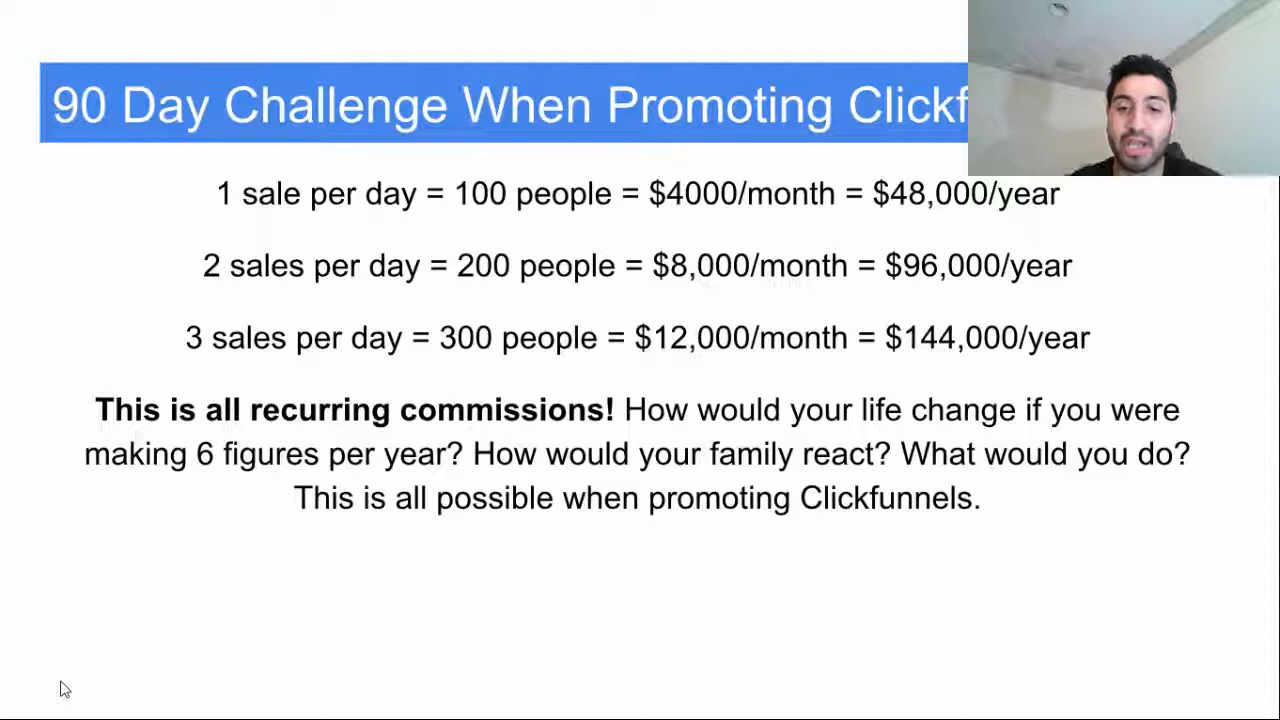 90 Day Challenge When Promoting Clickf
1 sale per day = 100 people = $4000/month = $48,000/year
2 sales per day = 200 people = $8,000/month = $96,000/year
3 sales per day = 300 people = $12,000/month = $144,000/year
This is all recurring commissions! How would your life change if you were
making 6 figures per year? How would your family react? What would you do?
This is all possible when promoting Clickfunnels.